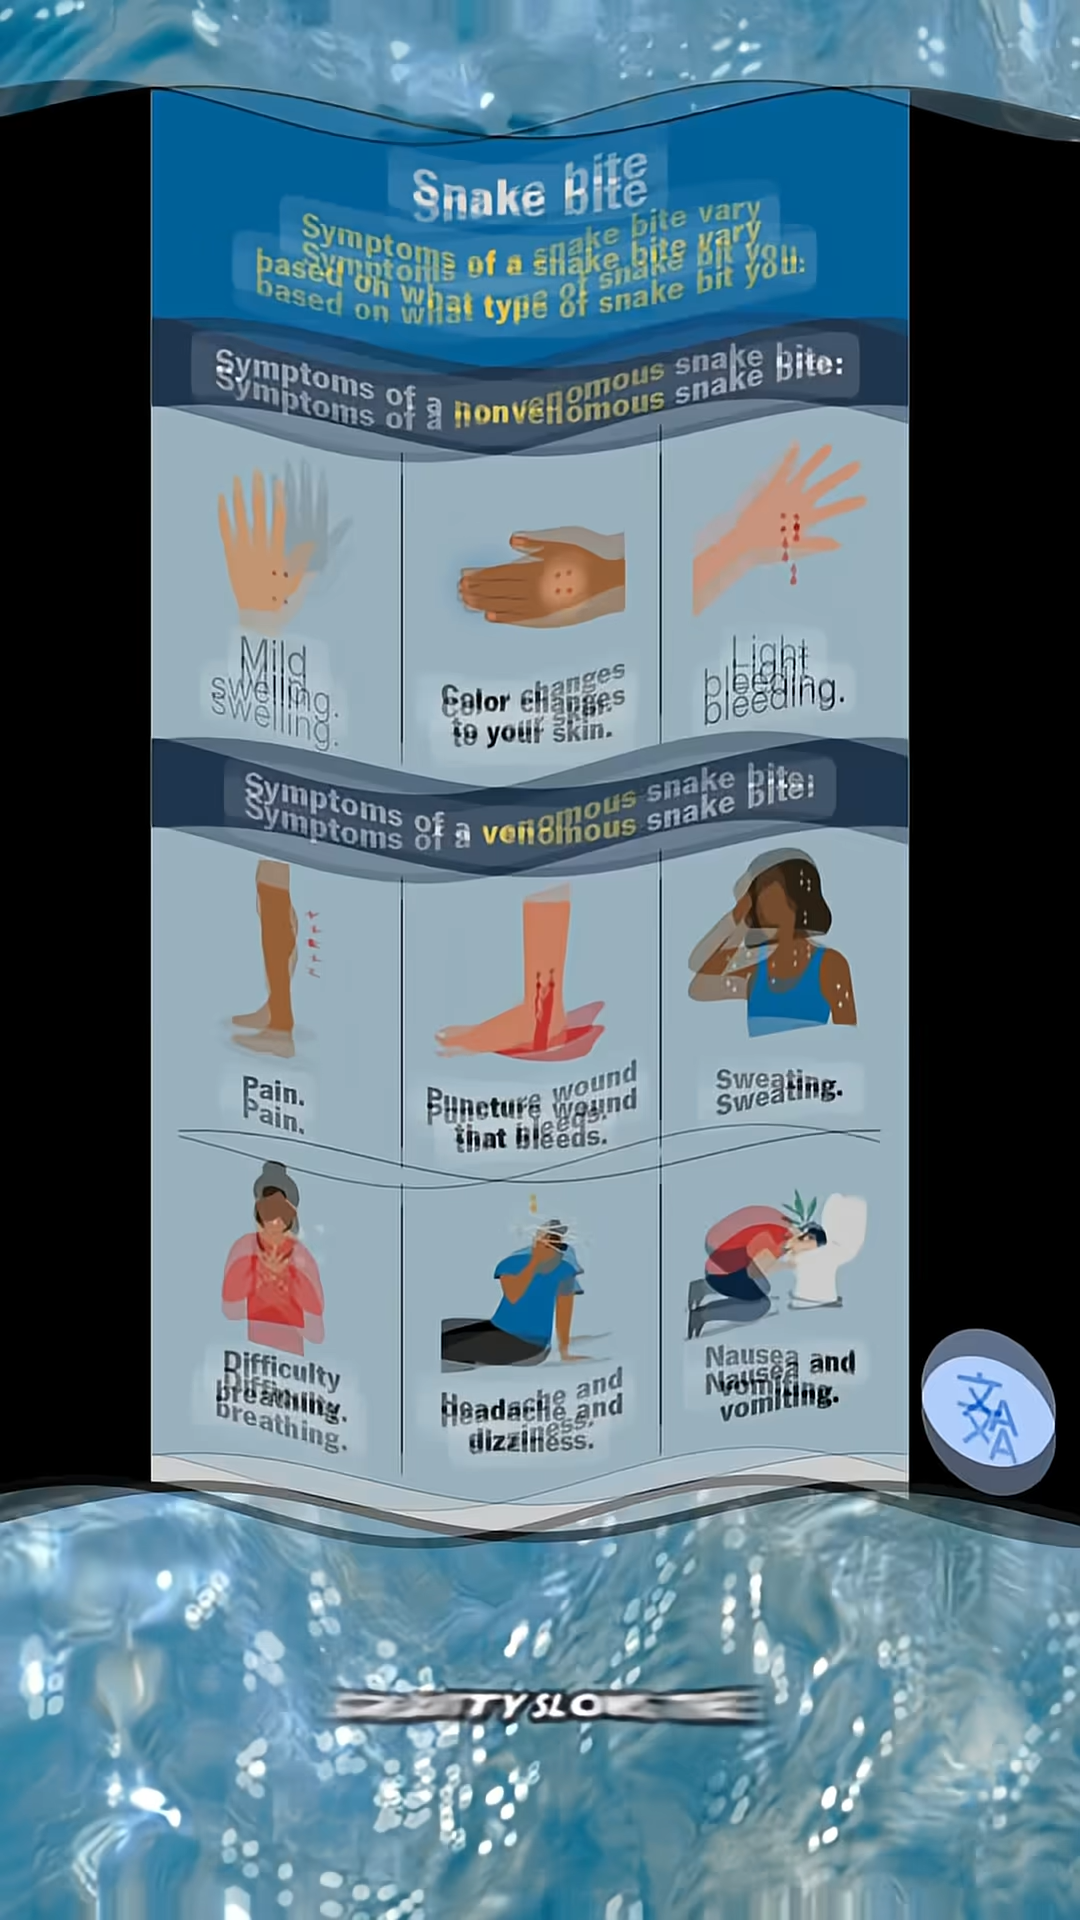 Snake bite
Symptoms of a snake bite vary
based on what type of snake bit you:
Symptoms of a nonvenomous snake bite:
Mild
swelling.
Color changes
to your skin.
Light
bleeding.
Symptoms of a venomous snake bite:
Pain.
Puncture wound
that bleeds.
Sweating.
Difficulty
breathing.
Headache and
dizziness.
Nausea and
vomiting.